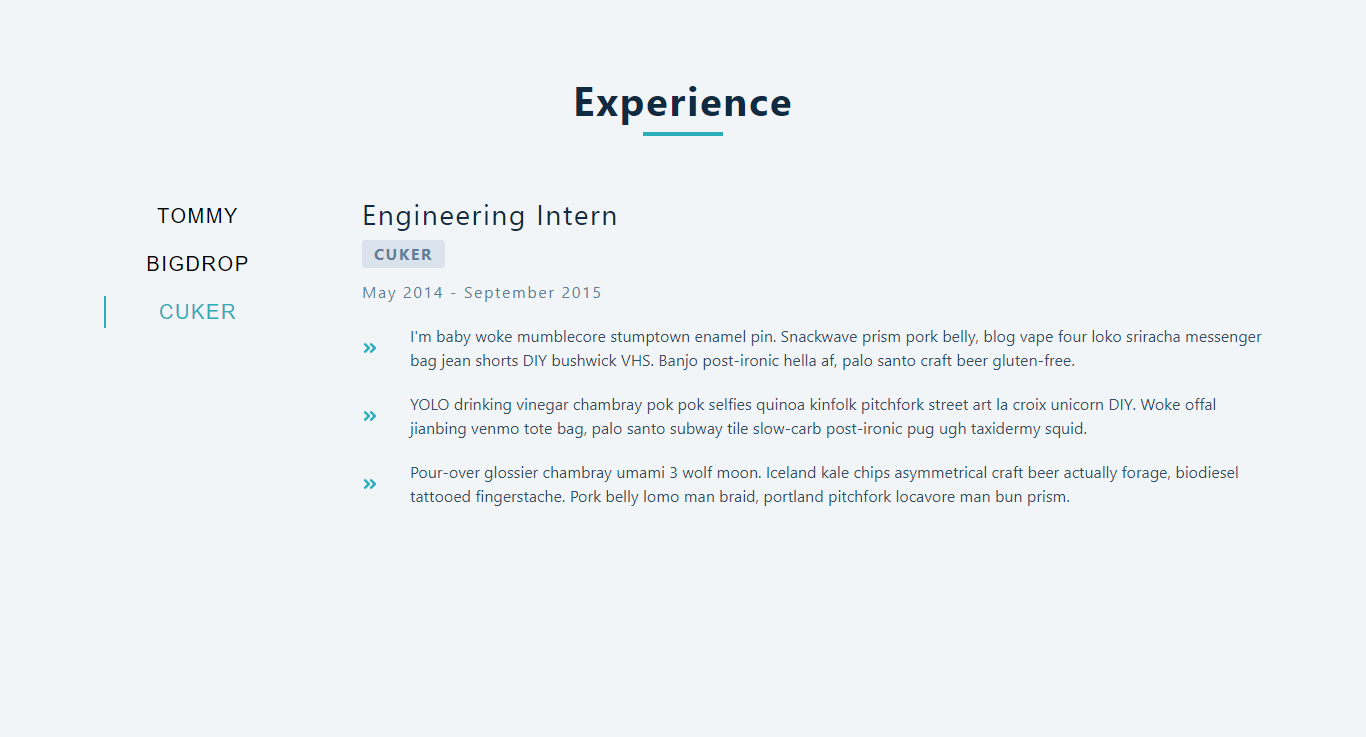 Experience
TOMMY
BIGDROP
CUKER
Engineering Intern
CUKER
May 2014 - September 2015
I'm baby woke mumblecore stumptown enamel pin. Snackwave prism pork belly, blog vape four loko sriracha messenger
bag jean shorts DIY bushwick VHS. Banjo post-ironic hella af, palo santo craft beer gluten-free.
YOLO drinking vinegar chambray pok pok selfies quinoa kinfolk pitchfork street art la croix unicorn DIY. Woke offal
jianbing venmo tote bag, palo santo subway tile slow-carb post-ironic pug ugh taxidermy squid.
Pour-over glossier chambray umami 3 wolf moon. Iceland kale chips asymmetrical craft beer actually forage, biodiesel
tattooed fingerstache. Pork belly lomo man braid, portland pitchfork locavore man bun prism.